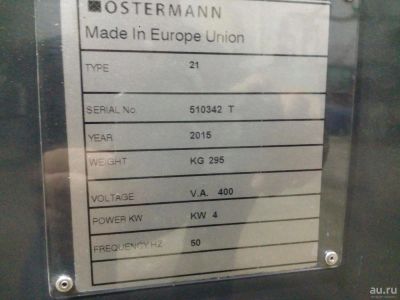 OSTERMANN
Made In Europe Union
TYPE 21
SERIAL No. 510342 T
YEAR 2015
WEIGHT KG 295
VOLTAGE V.A. 400
POWER KW KW 4
FREQUENCY HZ 50
au.ru